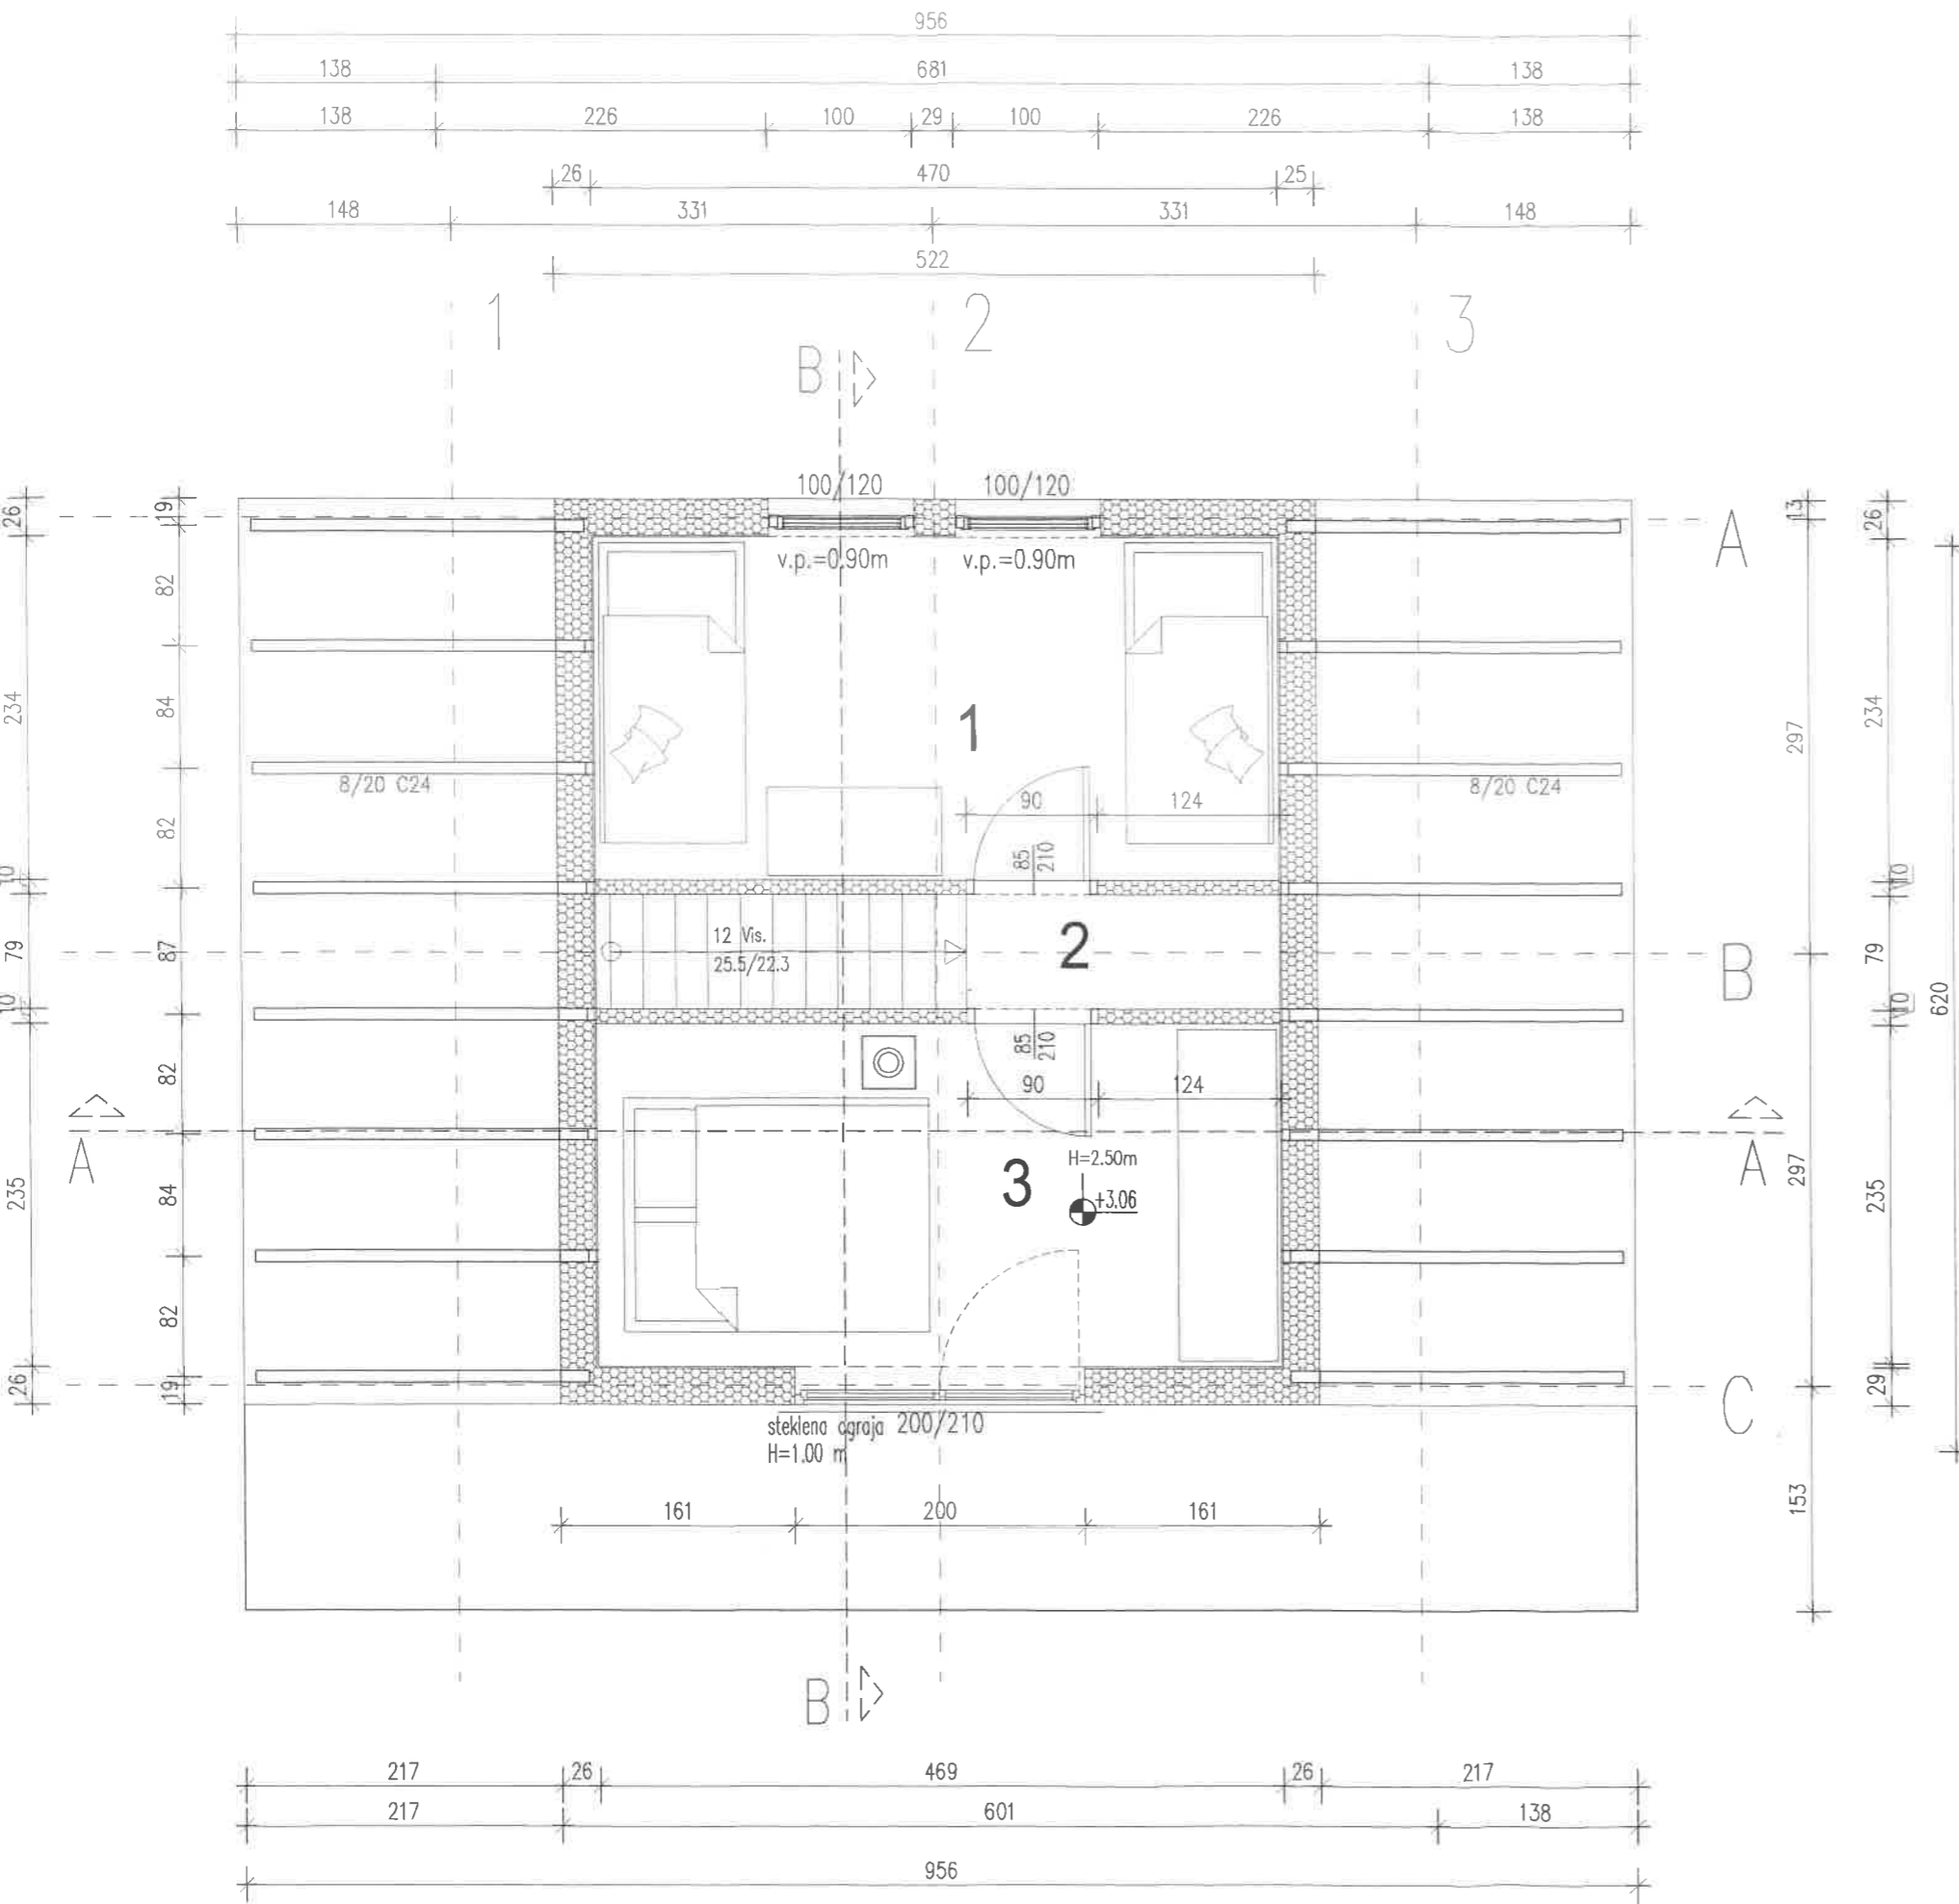 956
138 681 138
138 226 100 29 100 226 138
26 470 25
148 331 331 148
522
1 2 3
B
100/120 100/120
v.p.=0.90m v.p.=0.90m
26 19 13 26
A
82
234 84 297 234
1
8/20 C24 8/20 C24
82
90 124
85
210
10 10
2
12 Vis.
25.5/22.3
79 87 79
B
10 10
620
85
210
82
90 124
A A
3
H=2.50m
+3.06
235 84 297 235
82
26 19 29
C
steklena ograja 200/210
H=1.00 m
153
161 200 161
B
217 26 469 26 217
217 601 138
956